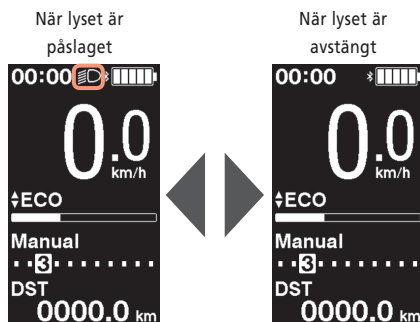 När lyset är
påslaget
00:00
0.0
km/h
ECO
Manual
3
DST
0000.0 km
När lyset är
avstängt
00:00
0.0
km/h
ECO
Manual
3
DST
0000.0 km